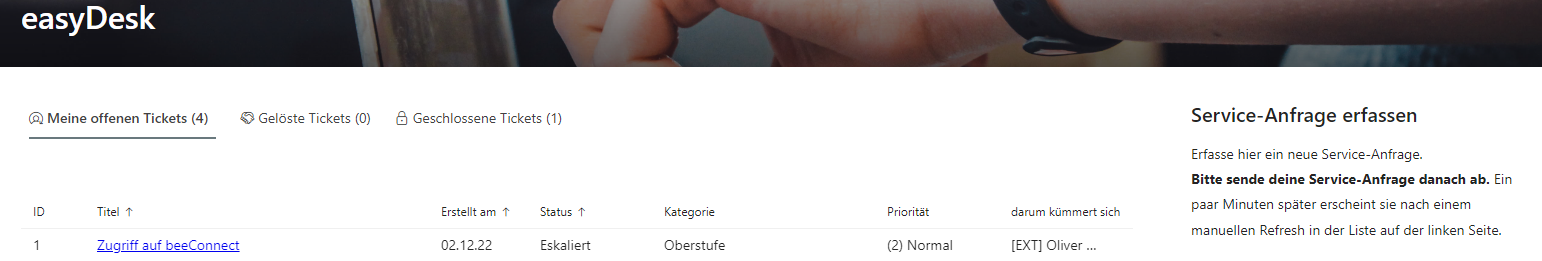 easyDesk
Meine offenen Tickets (4)
Gelöste Tickets (0)
Geschlossene Tickets (1)
Service-Anfrage erfassen
Erfasse hier ein neue Service-Anfrage.
Bitte sende deine Service-Anfrage danach ab. Ein
paar Minuten später erscheint sie nach einem
manuellen Refresh in der Liste auf der linken Seite.
ID Titel ↑ Erstellt am ↑ Status ↑ Kategorie Priorität darum kümmert sich
1 Zugriff auf beeConnect 02.12.22 Eskaliert Oberstufe (2) Normal [EXT] Oliver ...